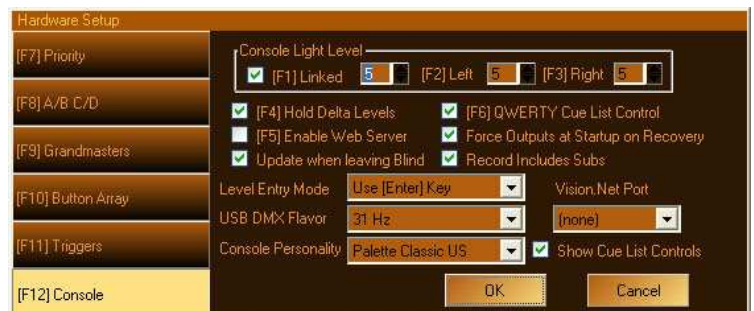 Hardware Setup
[F7] Priority
[F8] A/B C/D
[F9] Grandmasters
[F10] Button Array
[F11] Triggers
[F12] Console
Console Light Level
[F1] Linked 5 [F2] Left 5 [F3] Right 5
[F4] Hold Delta Levels [F6] QWERTY Cue List Control
[F5] Enable Web Server Force Outputs at Startup on Recovery
Update when leaving Blind Record Includes Subs
Level Entry Mode Use [Enter] Key Vision.Net Port
USB DMX Flavor 31 Hz (none)
Console Personality Palette Classic US Show Cue List Controls
OK Cancel